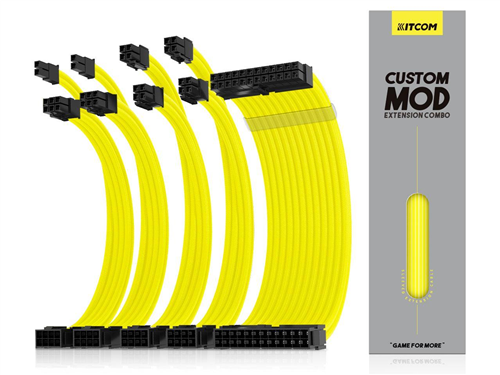 KITCOM
CUSTOM
MOD
EXTENSION COMBO
"GAME FOR MORE"